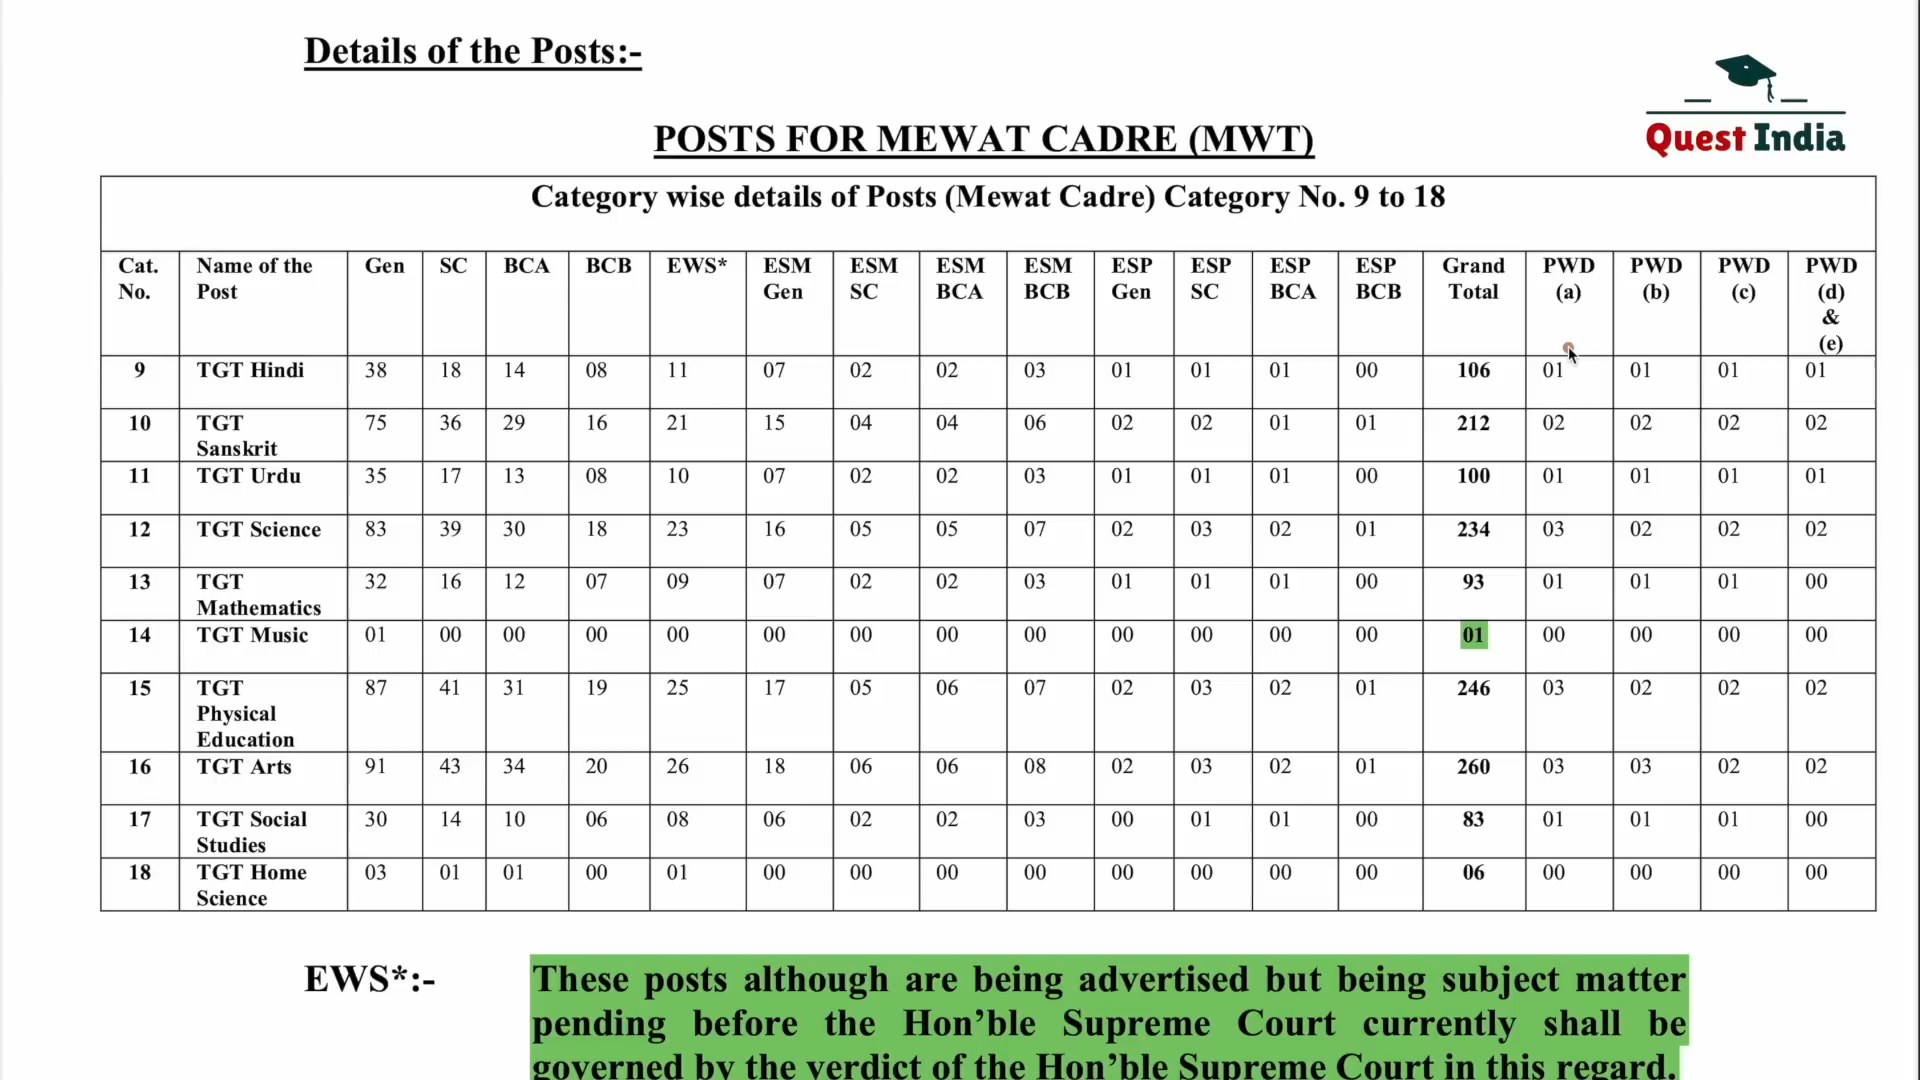 Details of the Posts:-
Quest India
POSTS FOR MEWAT CADRE (MWT)
Category wise details of Posts (Mewat Cadre) Category No. 9 to 18
Cat. No. Name of the Post Gen SC BCA BCB EWS* ESM Gen ESM SC ESM BCA ESM BCB ESP Gen ESP SC ESP BCA ESP BCB Grand Total PWD (a) PWD (b) PWD (c) PWD (d) & (e)
9 TGT Hindi 38 18 14 08 11 07 02 02 03 01 01 01 00 106 01 01 01 01
10 TGT Sanskrit 75 36 29 16 21 15 04 04 06 02 02 01 01 212 02 02 02 02
11 TGT Urdu 35 17 13 08 10 07 02 02 03 01 01 01 00 100 01 01 01 01
12 TGT Science 83 39 30 18 23 16 05 05 07 02 03 02 01 234 03 02 02 02
13 TGT Mathematics 32 16 12 07 09 07 02 02 03 01 01 01 00 93 01 01 01 00
14 TGT Music 01 00 00 00 00 00 00 00 00 00 00 00 00 01 00 00 00 00
15 TGT Physical Education 87 41 31 19 25 17 05 06 07 02 03 02 01 246 03 02 02 02
16 TGT Arts 91 43 34 20 26 18 06 06 08 02 03 02 01 260 03 03 02 02
17 TGT Social Studies 30 14 10 06 08 06 02 02 03 00 01 01 00 83 01 01 01 00
18 TGT Home Science 03 01 01 00 01 00 00 00 00 00 00 00 00 06 00 00 00 00
EWS*:- These posts although are being advertised but being subject matter
pending before the Hon’ble Supreme Court currently shall be
governed by the verdict of the Hon’ble Supreme Court in this regard.